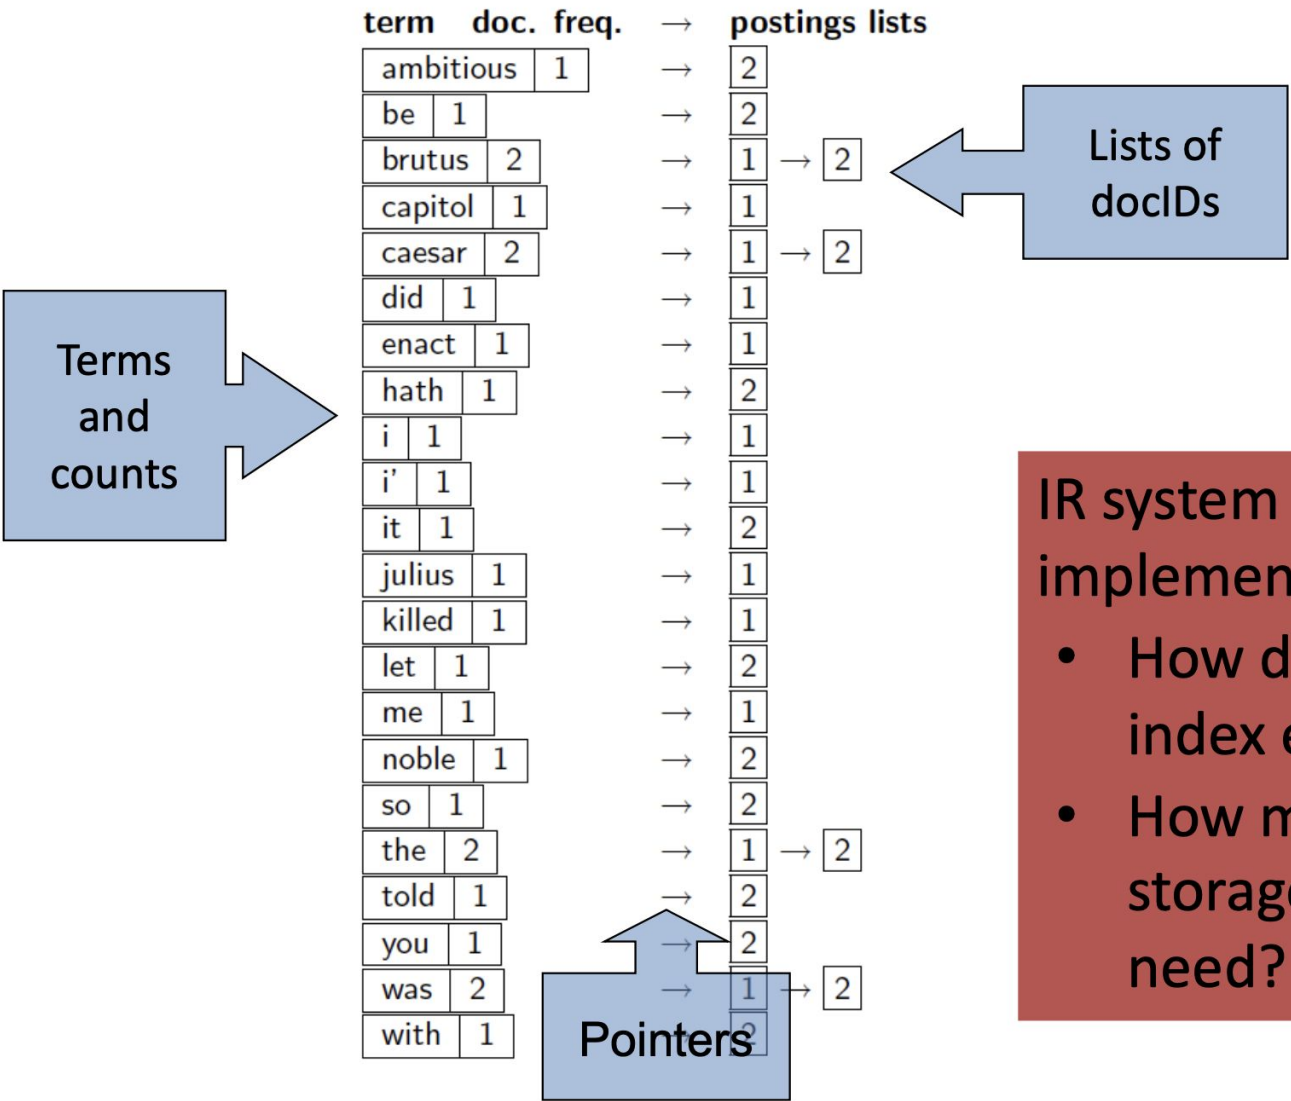 term doc. freq. → postings lists
ambitious 1 → 2
be 1 → 2
brutus 2 → 1 → 2
capitol 1 → 1
caesar 2 → 1 → 2
did 1 → 1
enact 1 → 1
hath 1 → 2
i 1 → 1
i’ 1 → 1
it 1 → 2
julius 1 → 1
killed 1 → 1
let 1 → 2
me 1 → 1
noble 1 → 2
so 1 → 2
the 2 → 1 → 2
told 1 → 2
you 1 → 2
was 2 → 1 → 2
with 1 → 2
Lists of
docIDs
Terms
and
counts
Pointers
IR system
implemen
• How d
index e
• How m
storage
need?